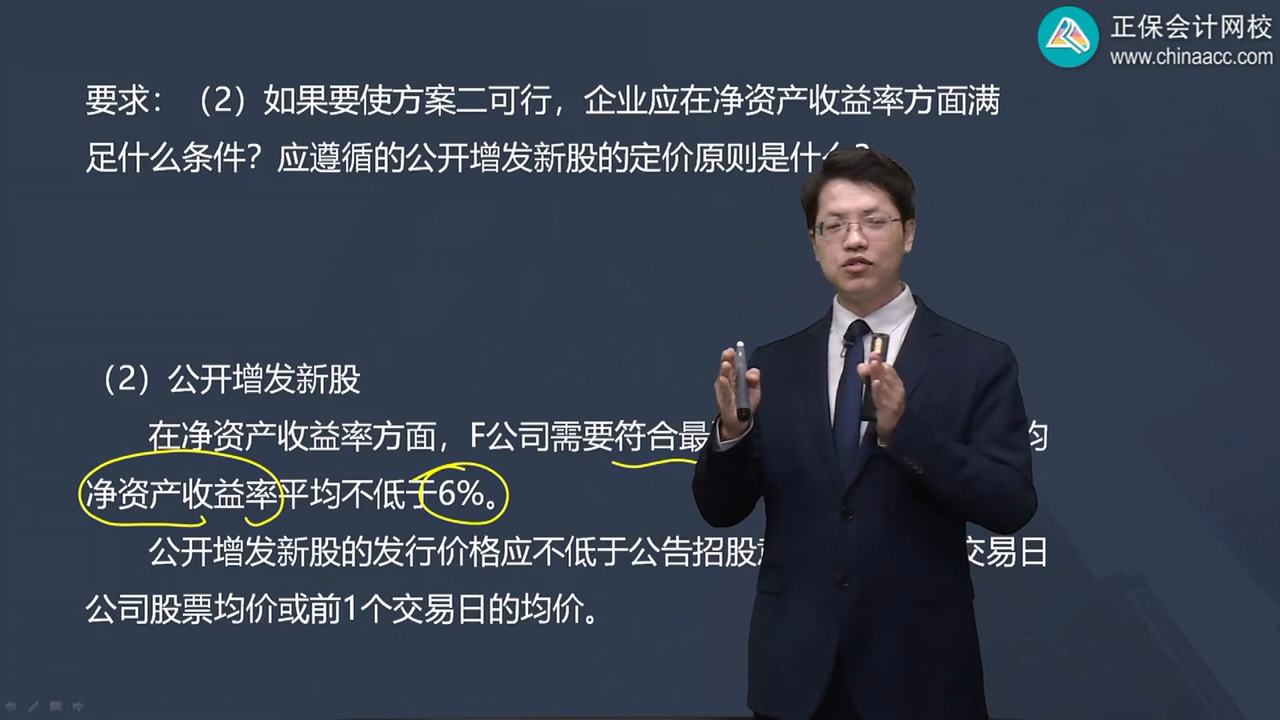 正保会计网校
www.chinaacc.com
要求：（2）如果要使方案二可行，企业应在净资产收益率方面满
足什么条件？应遵循的公开增发新股的定价原则是什么？
（2）公开增发新股
在净资产收益率方面，F公司需要符合最 均
净资产收益率平均不低于6%。
公开增发新股的发行价格应不低于公告招股意 交易日
公司股票均价或前1个交易日的均价。